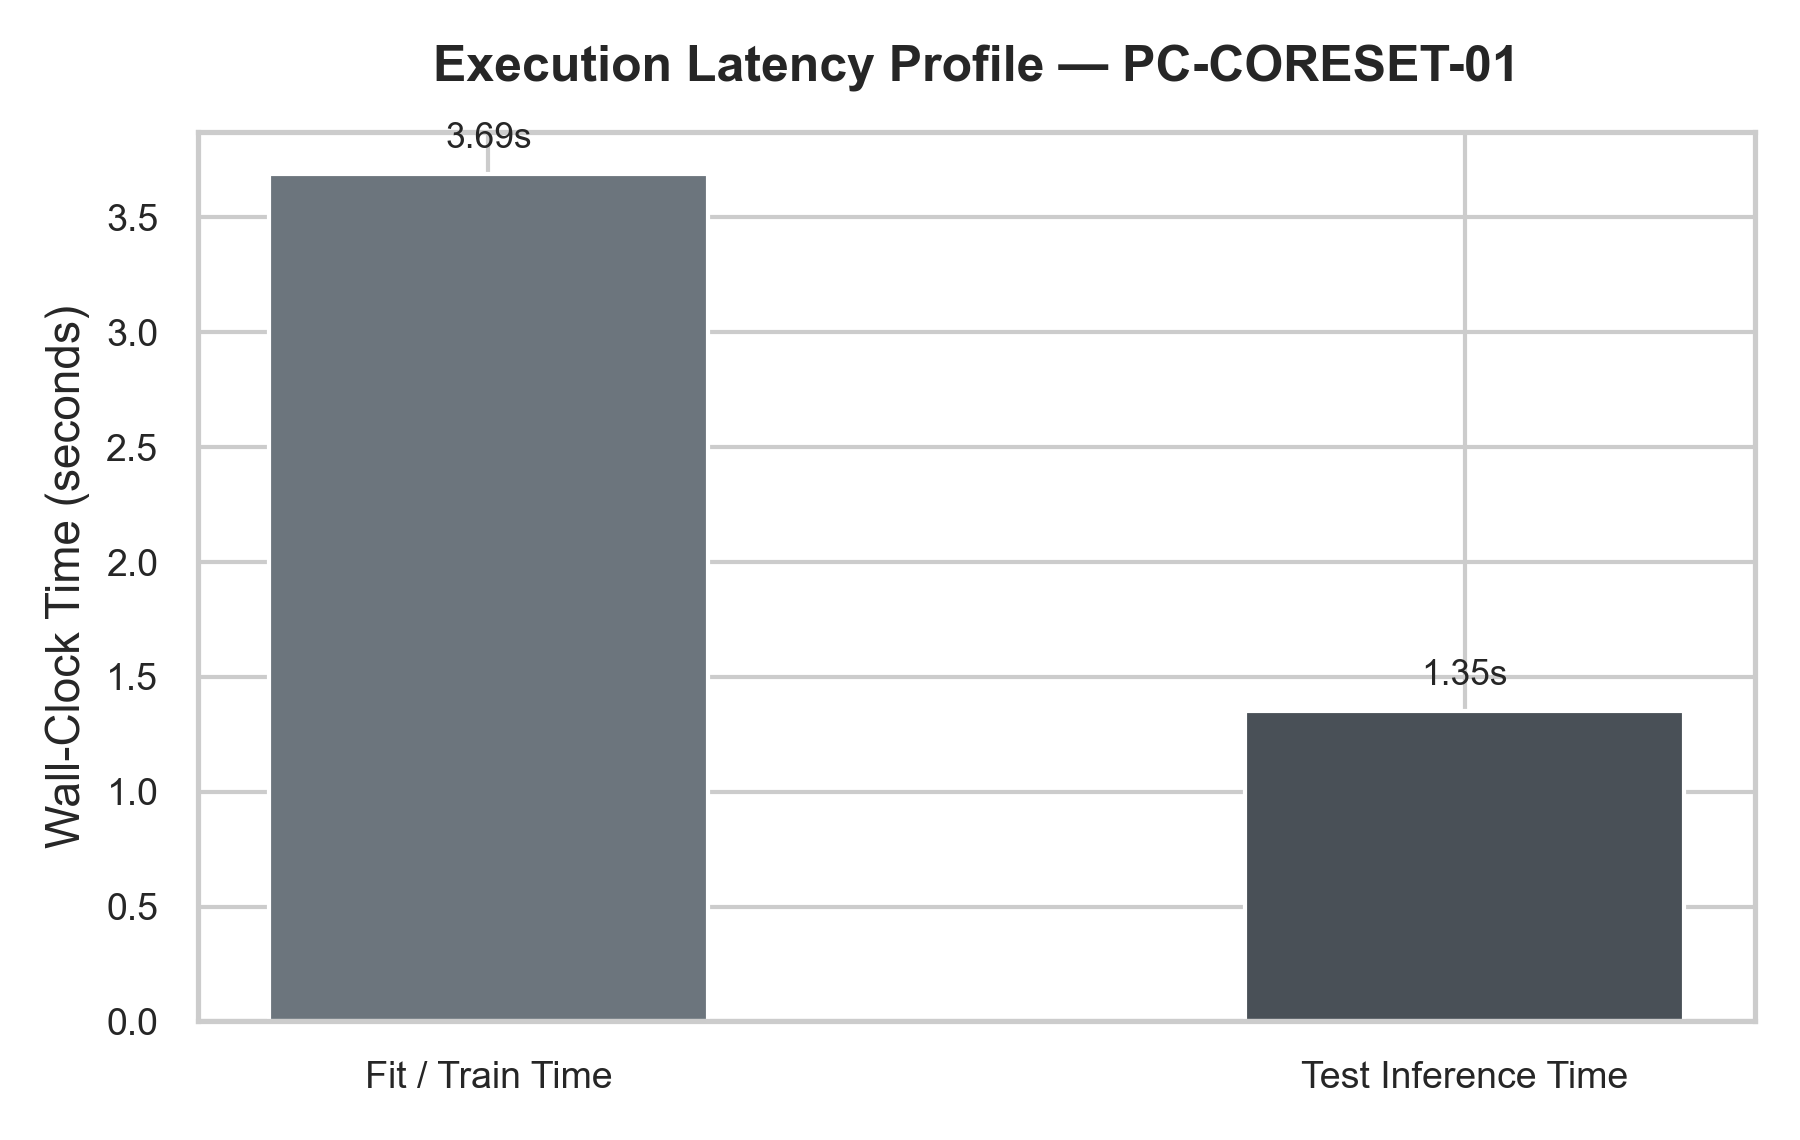 Execution Latency Profile — PC-CORESET-01
3.69s
3.5
3.0
2.5
2.0
1.5
1.35s
1.0
0.5
0.0
Wall-Clock Time (seconds)
Fit / Train Time
Test Inference Time